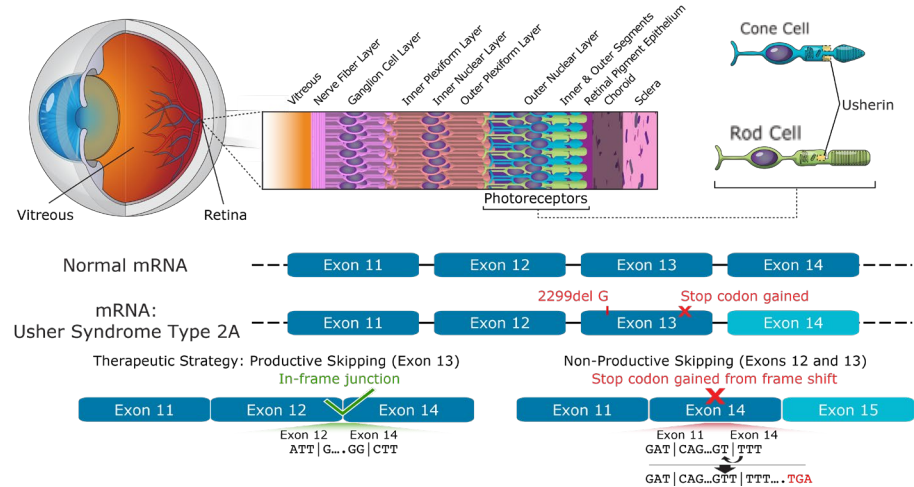 Vitreous
Nerve Fiber Layer
Ganglion Cell Layer
Inner Plexiform Layer
Inner Nuclear Layer
Outer Plexiform Layer
Outer Nuclear Layer
Inner & Outer Segments
Retinal Pigment Epithelium
Choroid
Sclera
Cone Cell
Usherin
Rod Cell
Vitreous
Retina
Photoreceptors
Normal mRNA
Exon 11 Exon 12 Exon 13 Exon 14
2299del G Stop codon gained
mRNA:
Usher Syndrome Type 2A
Exon 11 Exon 12 Exon 13 Exon 14
Therapeutic Strategy: Productive Skipping (Exon 13)
In-frame junction
Exon 11 Exon 12 Exon 14
Exon 12 Exon 14
ATT|G....GG|CTT
Non-Productive Skipping (Exons 12 and 13)
Stop codon gained from frame shift
Exon 11 Exon 14 Exon 15
Exon 11 Exon 14
GAT|CAG...GT|TTT
GAT|CAG...GTT|TTT....TGA